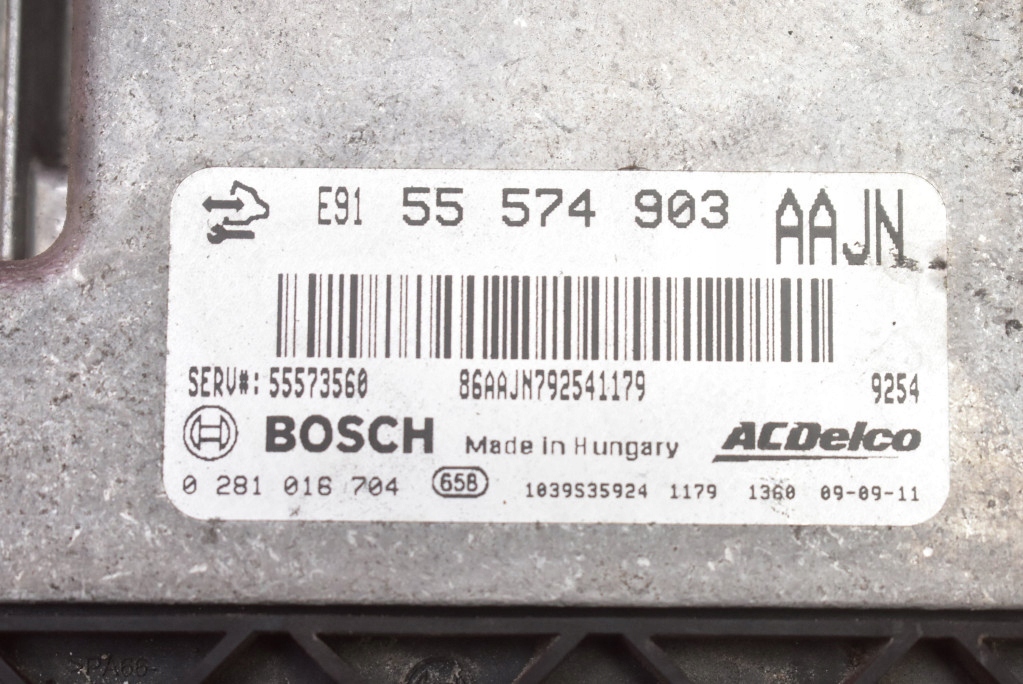 E91 55 574 903 AAJN
SERV#: 55573560 86AAJN792541179 9254
BOSCH Made in Hungary ACDelco
0 281 016 704 658 1039S35924 1179 1360 09-09-11